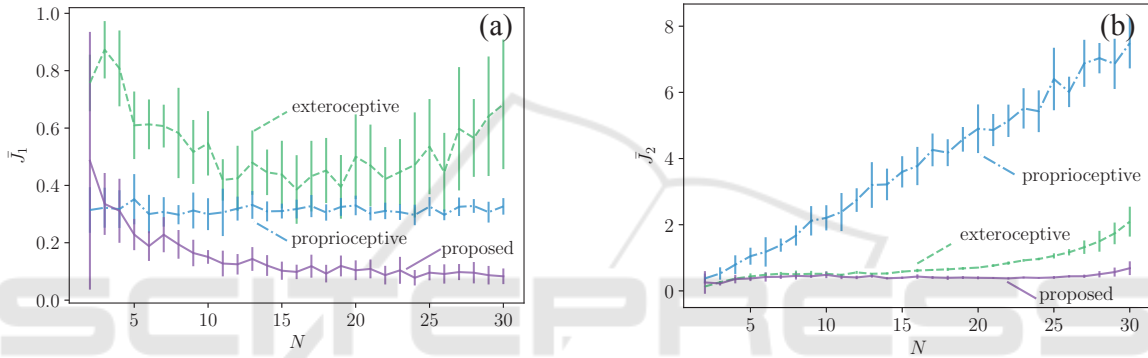 (a)
1.0
0.8
0.6
0.4
0.2
0.0
J̄1
exteroceptive
proprioceptive
proposed
5 10 15 20 25 30
N
(b)
8
6
4
2
0
J̄2
proprioceptive
exteroceptive
proposed
5 10 15 20 25 30
N
SCITEPRESS